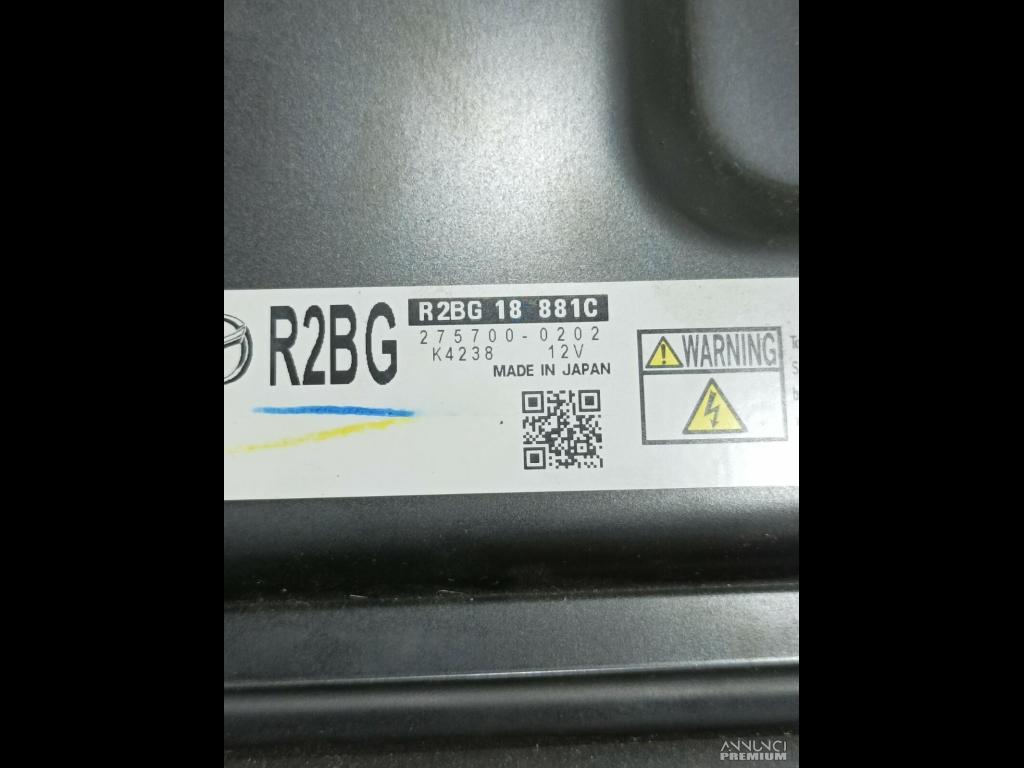 R2BG
R2BG 18 881C
275700-0202
K4238 12V
MADE IN JAPAN
WARNING
ANNUNCI
PREMIUM